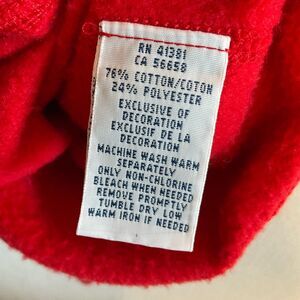 RN 41381
CA 56658
76% COTTON/COTON
24% POLYESTER
EXCLUSIVE OF
DECORATION
EXCLUSIF DE LA
DECORATION
MACHINE WASH WARM
SEPARATELY
ONLY NON-CHLORINE
BLEACH WHEN NEEDED
REMOVE PROMPTLY
TUMBLE DRY LOW
WARM IRON IF NEEDED